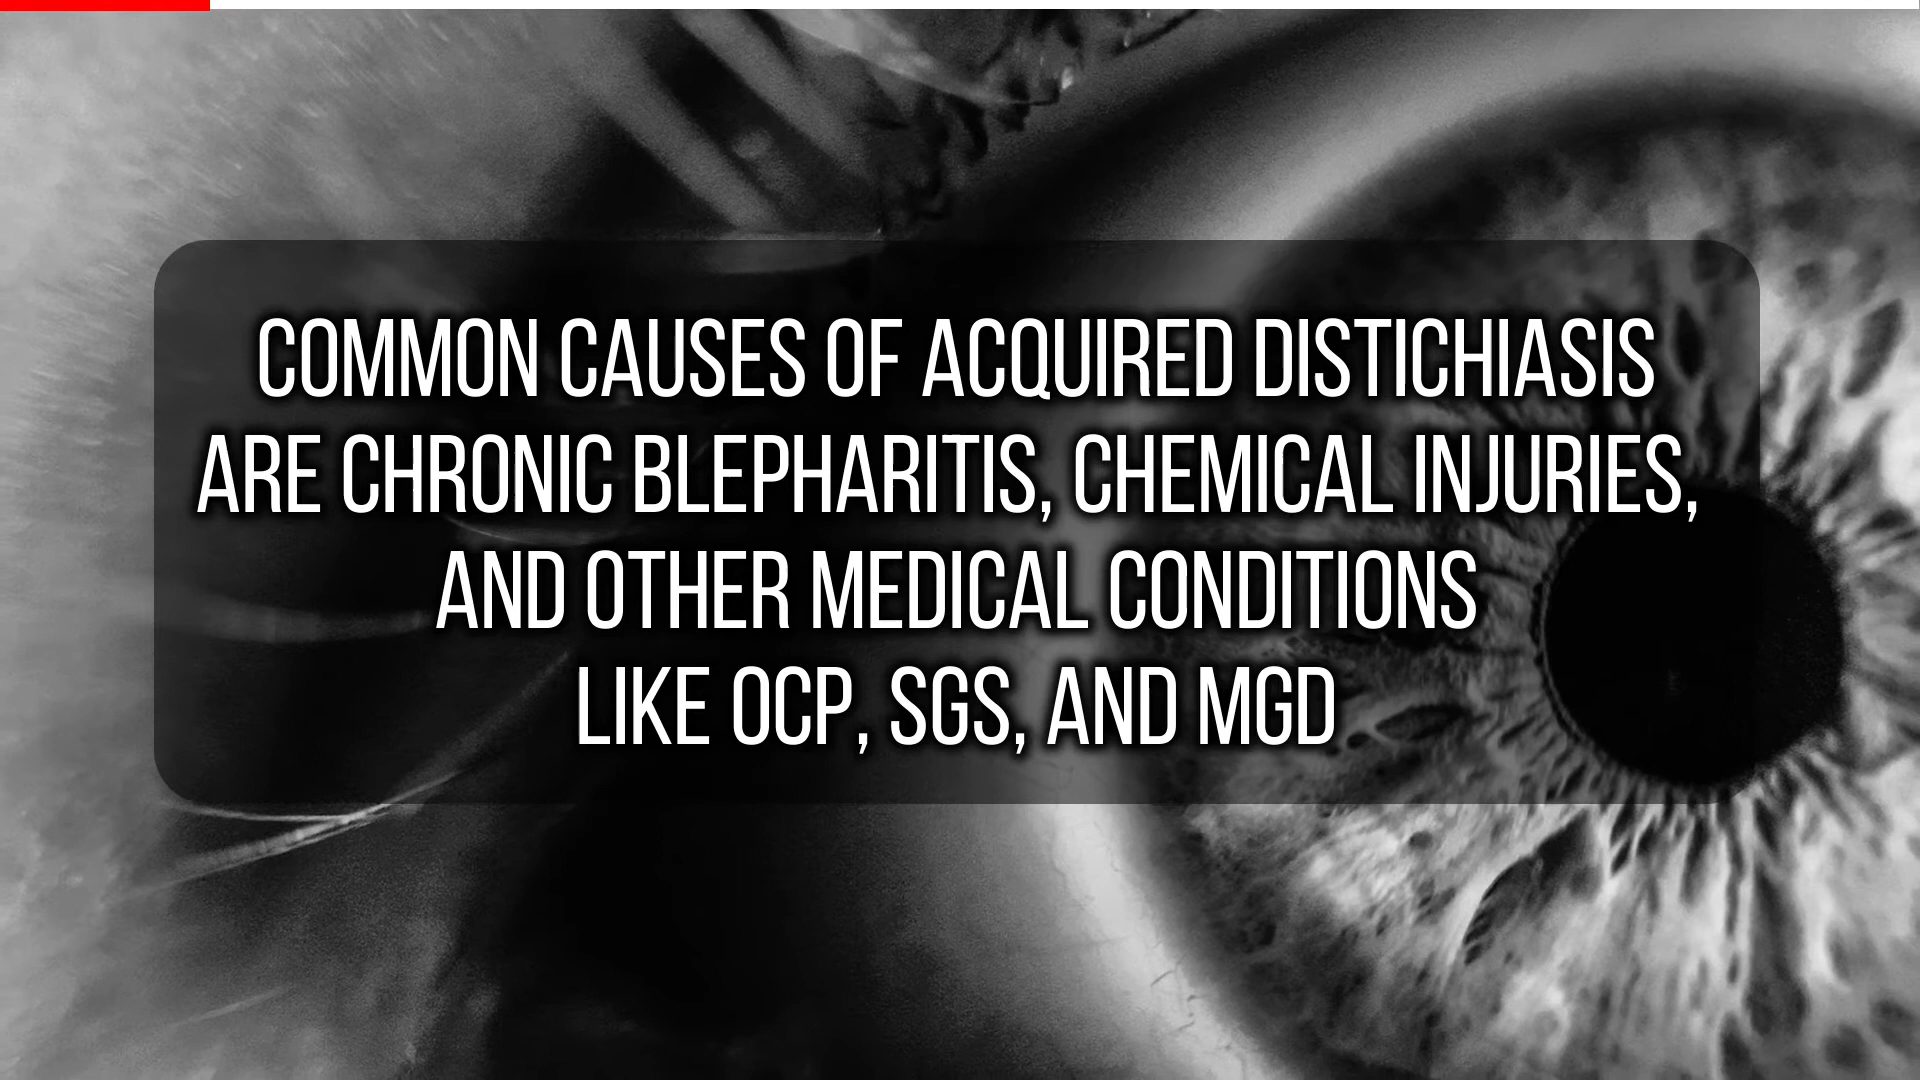 COMMON CAUSES OF ACQUIRED DISTICHIASIS
ARE CHRONIC BLEPHARITIS, CHEMICAL INJURIES,
AND OTHER MEDICAL CONDITIONS
LIKE OCP, SGS, AND MGD